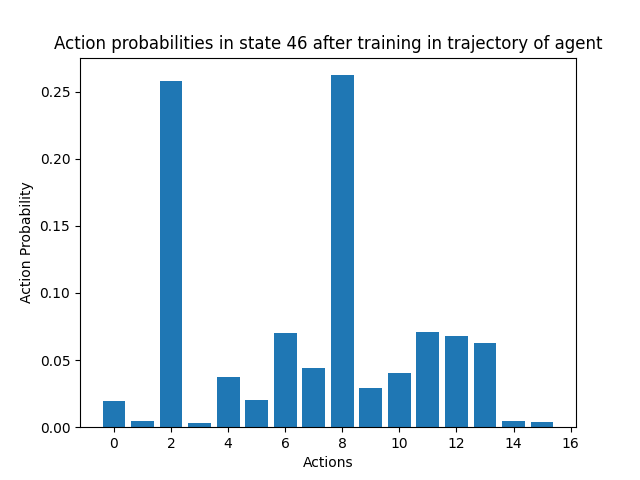 Action probabilities in state 46 after training in trajectory of agent
Action Probability
0.25
0.20
0.15
0.10
0.05
0.00
0 2 4 6 8 10 12 14 16
Actions